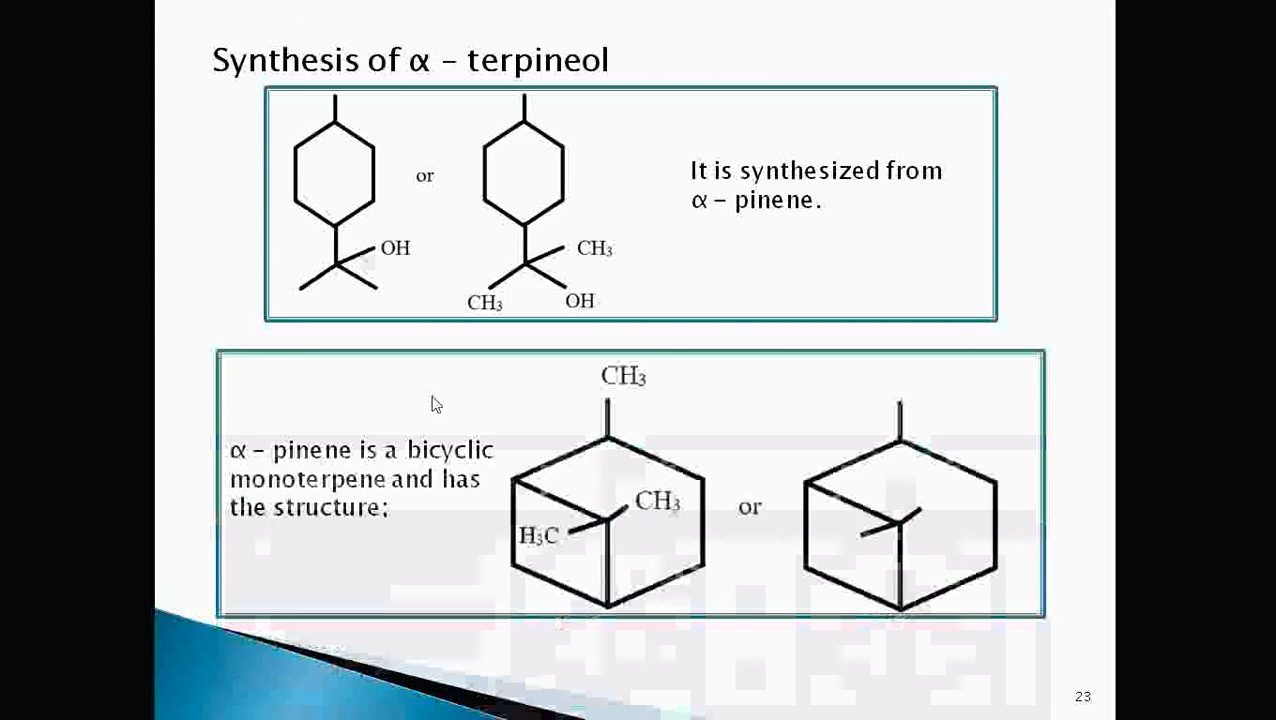 Synthesis of α – terpineol
OH
or
CH₃
CH₃
OH
It is synthesized from
α – pinene.
α – pinene is a bicyclic
monoterpene and has
the structure;
CH₃
CH₃
H₃C
or
23